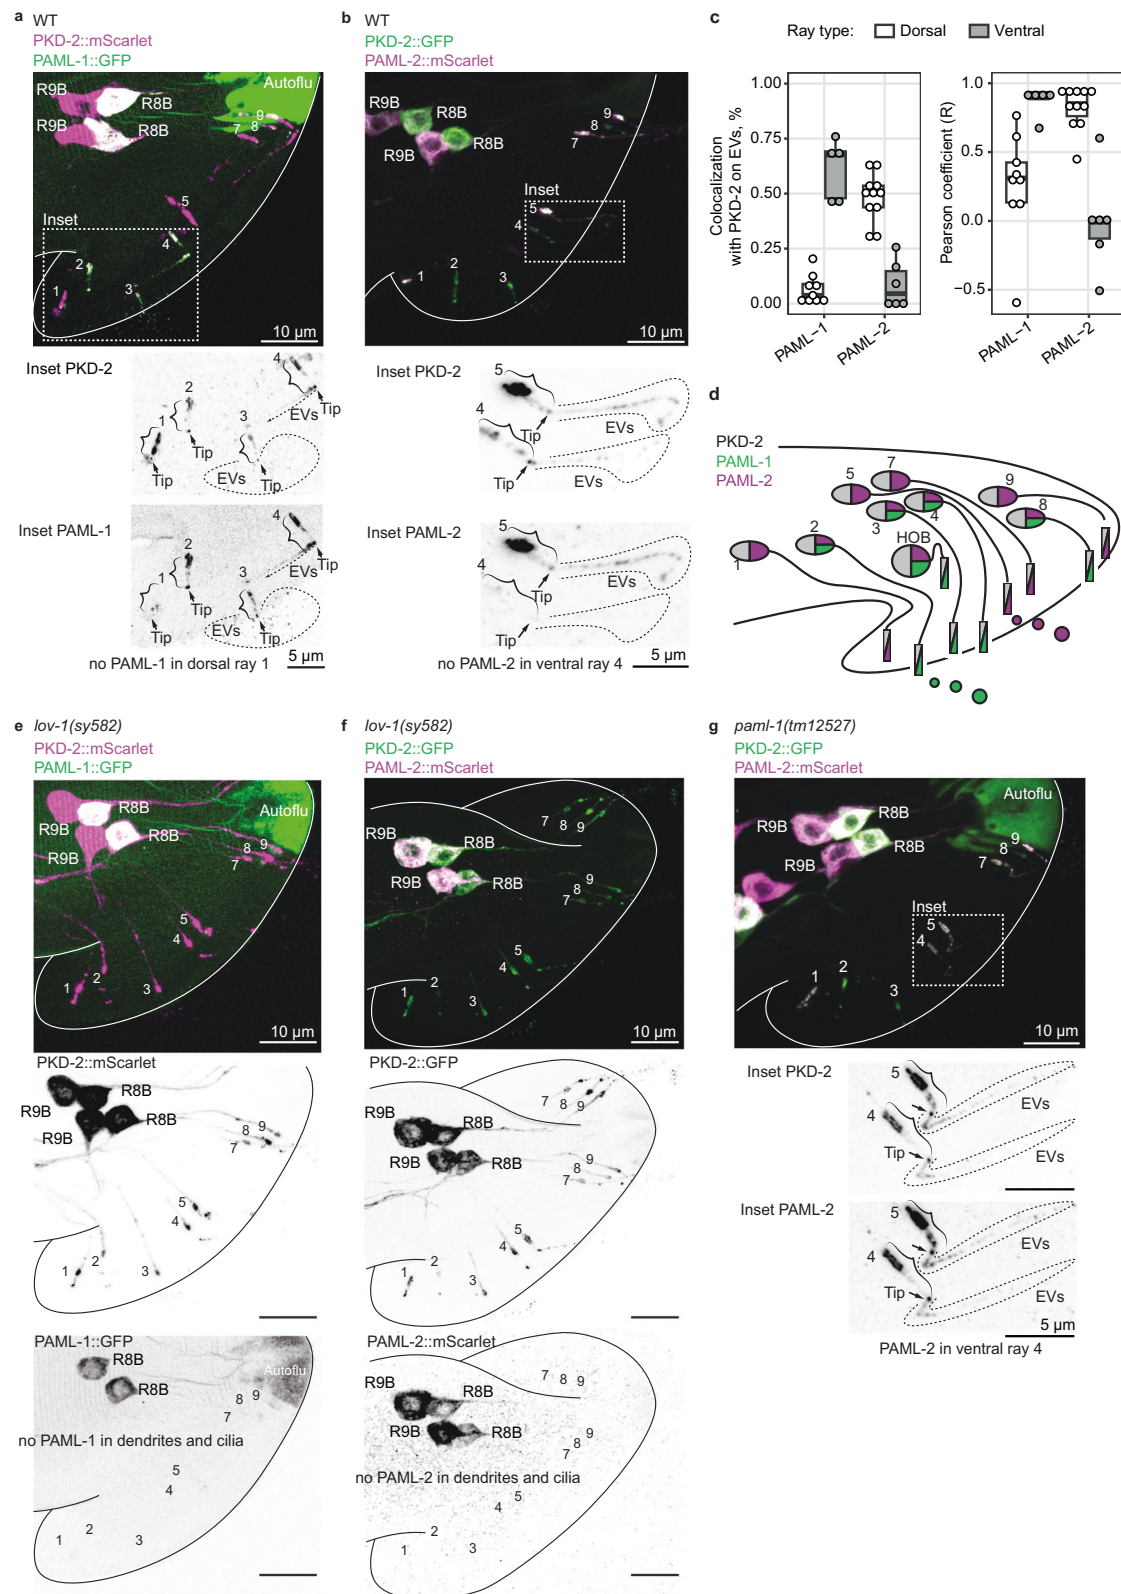 a WT
PKD-2::mScarlet
PAML-1::GFP
R9B
R8B
R9B
R8B
Autoflu
9
7 8
5
Inset
4
2
1
3
10 µm
Inset PKD-2
4
2
1
3
EVs
Tip
Tip
Tip
EVs
Tip
Inset PAML-1
4
2
1
3
EVs
Tip
Tip
EVs
Tip
Tip
no PAML-1 in dorsal ray 1
5 µm
b WT
PKD-2::GFP
PAML-2::mScarlet
R9B
R8B
9
8
7
Inset
5
4
1
2
3
10 µm
Inset PKD-2
5
4
Tip
EVs
Tip
EVs
Inset PAML-2
5
4
Tip
EVs
Tip
no PAML-2 in ventral ray 4
5 µm
c
Ray type:
Dorsal
Ventral
Colocalization
with PKD-2 on EVs, %
1.00
0.75
0.50
0.25
0.00
PAML-1
PAML-2
Pearson coefficient (R)
1.0
0.5
0.0
−0.5
PAML-1
PAML-2
d
PKD-2
PAML-1
PAML-2
7
5
9
4
3
8
2
HOB
1
e lov-1(sy582)
PKD-2::mScarlet
PAML-1::GFP
R8B
R9B
R8B
R9B
Autoflu
8 9
7
5
4
2
1
3
10 µm
PKD-2::mScarlet
R8B
R9B
R8B
R9B
8 9
7
5
4
2
1
3
PAML-1::GFP
R8B
R8B
Autoflu
8 9
7
no PAML-1 in dendrites and cilia
5
4
2
1
3
f lov-1(sy582)
PKD-2::GFP
PAML-2::mScarlet
7 8 9
R9B
R8B
R9B
R8B
9
8
7
5
4
2
1
3
10 µm
PKD-2::GFP
7 8 9
R9B
R8B
R8B
9
8
7
5
4
2
1
3
PAML-2::mScarlet
7 8 9
R9B
R8B
R9B
R8B
9
8
7
no PAML-2 in dendrites and cilia
5
4
2
1
3
g paml-1(tm12527)
PKD-2::GFP
PAML-2::mScarlet
R9B
R8B
R9B
R8B
Autoflu
9
8
7
Inset
5
4
1
2
3
10 µm
Inset PKD-2
5
4
EVs
Tip
EVs
Inset PAML-2
5
4
EVs
Tip
EVs
5 µm
PAML-2 in ventral ray 4